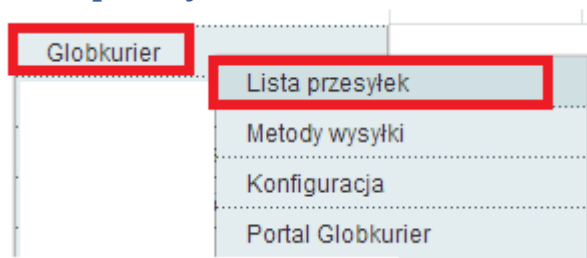 Globkurier
Lista przesyłek
Metody wysyłki
Konfiguracja
Portal Globkurier